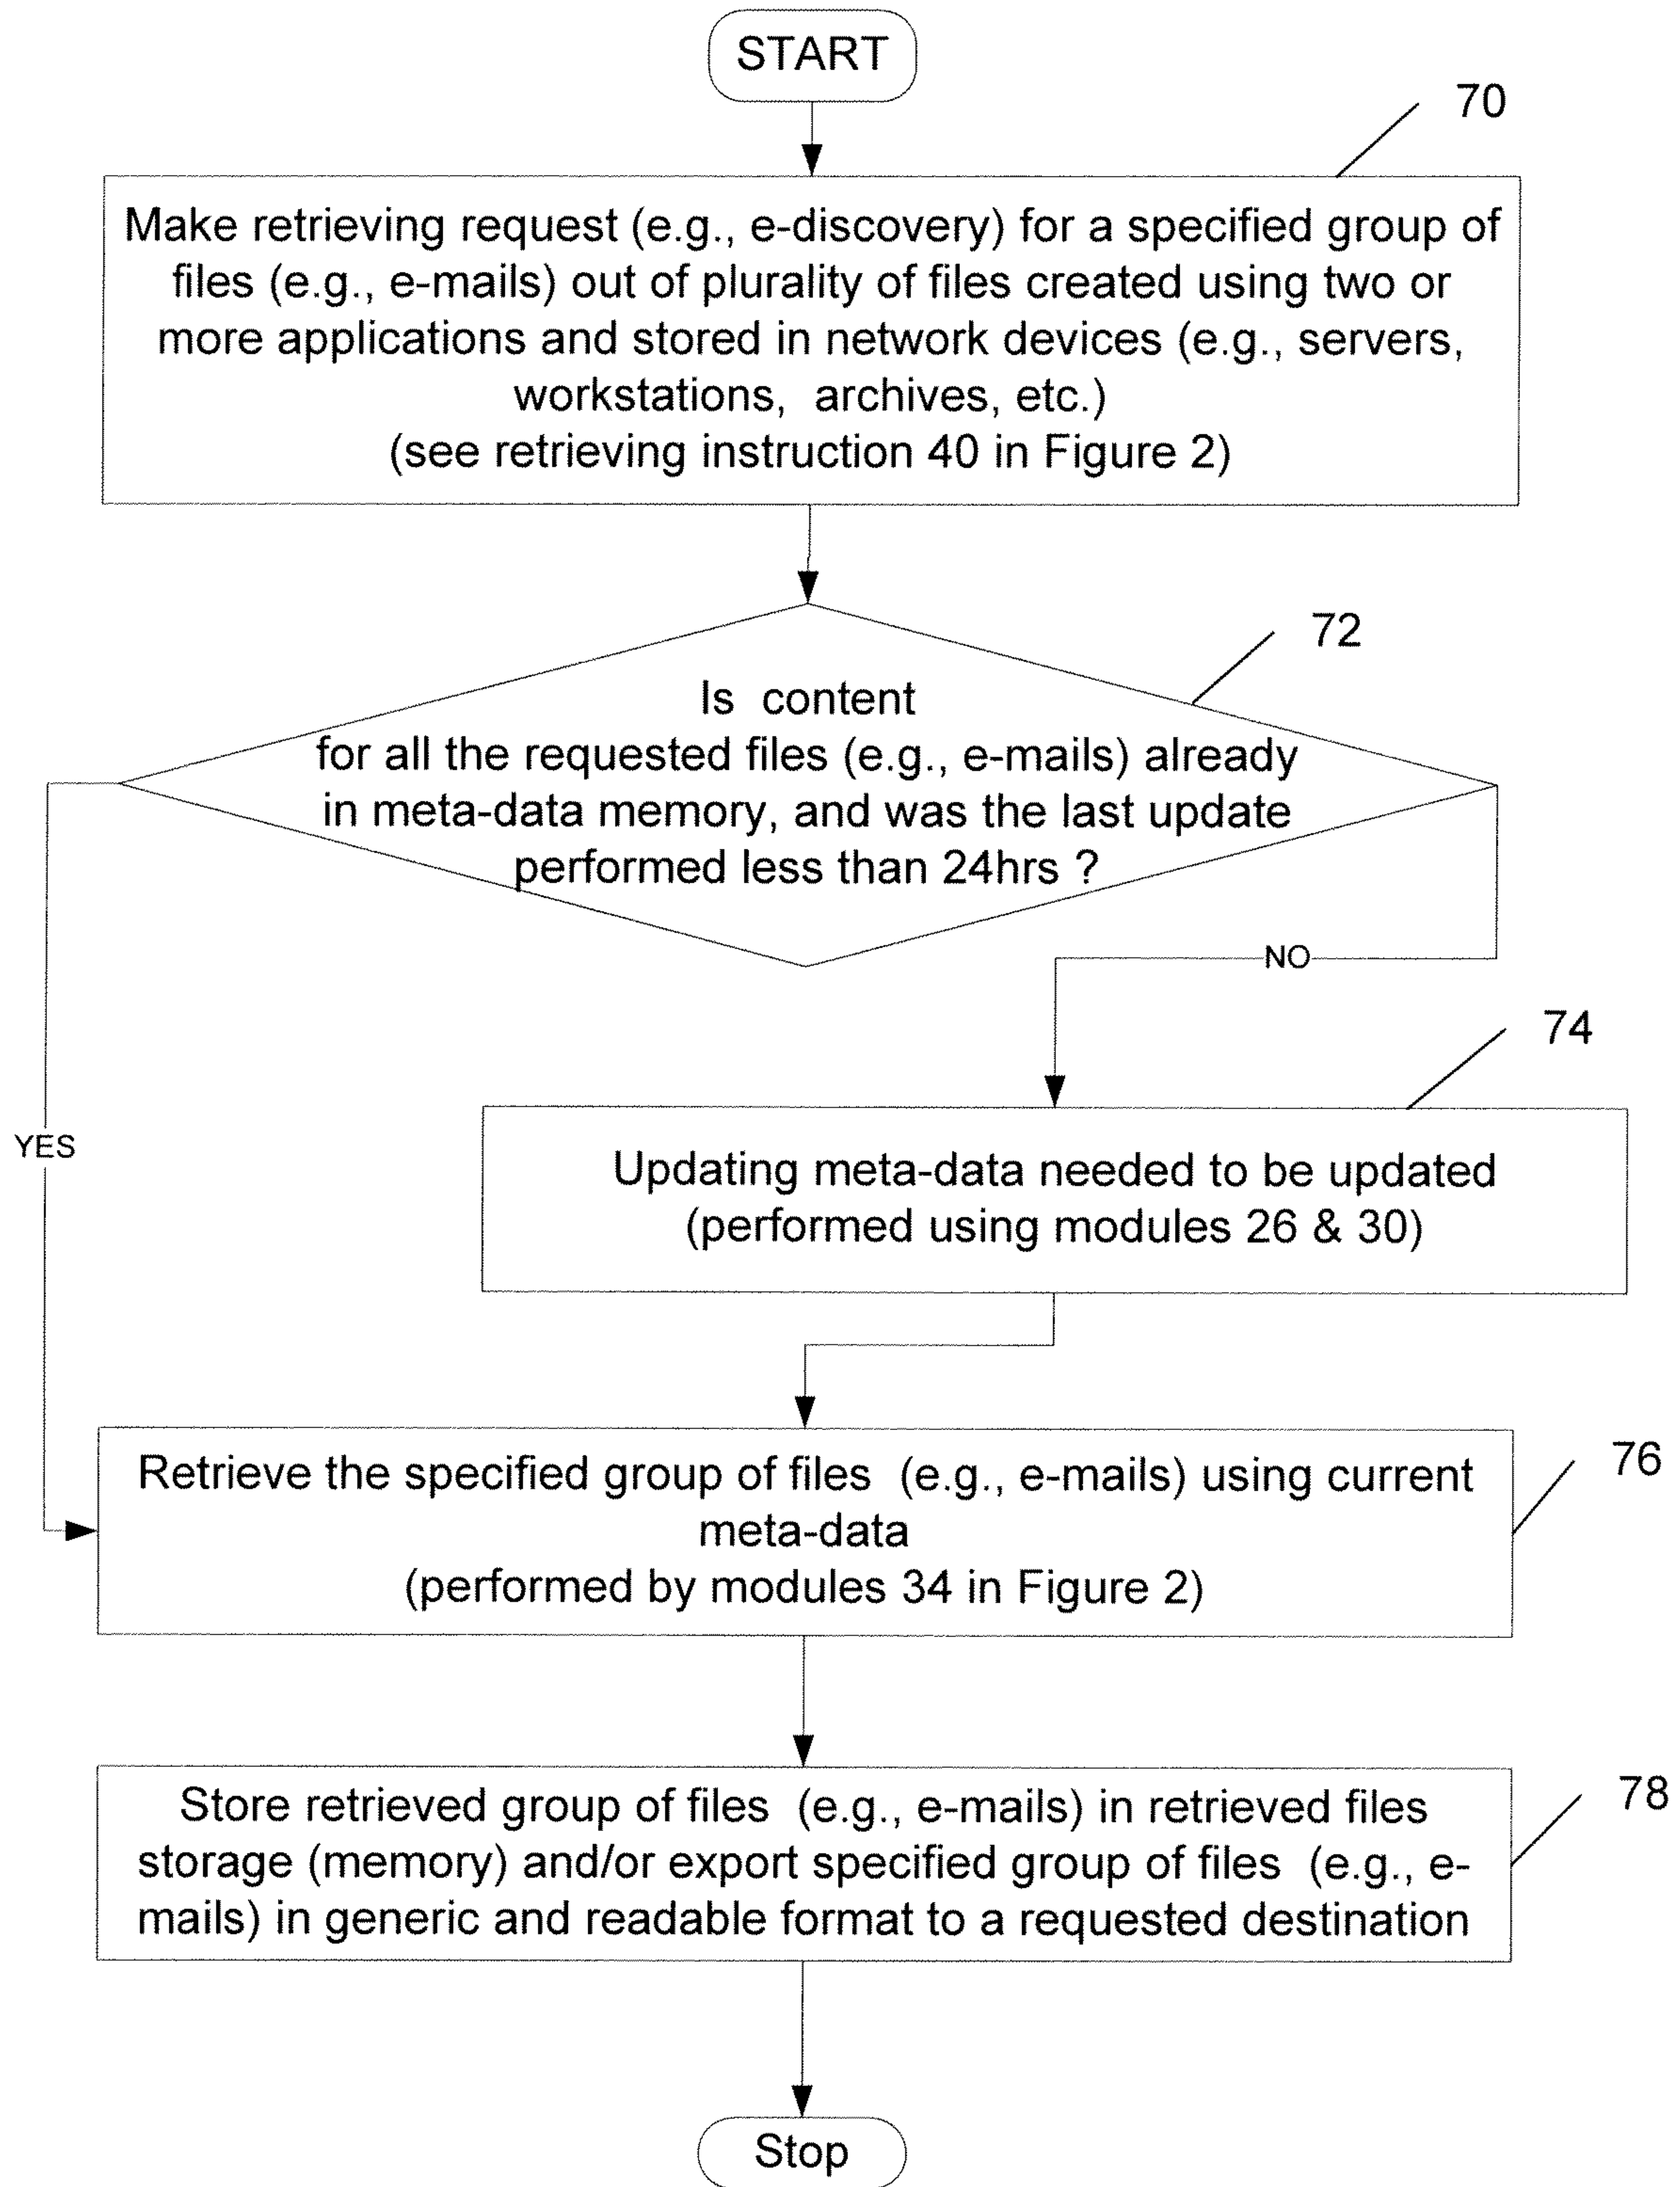 START
70
Make retrieving request (e.g., e-discovery) for a specified group of
files (e.g., e-mails) out of plurality of files created using two or
more applications and stored in network devices (e.g., servers,
workstations, archives, etc.)
(see retrieving instruction 40 in Figure 2)
72
Is content
for all the requested files (e.g., e-mails) already
in meta-data memory, and was the last update
performed less than 24hrs ?
NO
74
YES
Updating meta-data needed to be updated
(performed using modules 26 & 30)
76
Retrieve the specified group of files (e.g., e-mails) using current
meta-data
(performed by modules 34 in Figure 2)
78
Store retrieved group of files (e.g., e-mails) in retrieved files
storage (memory) and/or export specified group of files (e.g., e-
mails) in generic and readable format to a requested destination
Stop